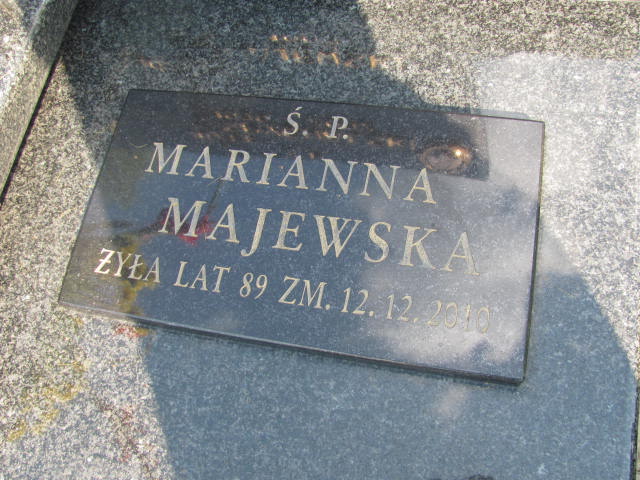 Ś. P.
MARIANNA
MAJEWSKA
ŻYŁA LAT 89 ZM. 12. 12. 2010